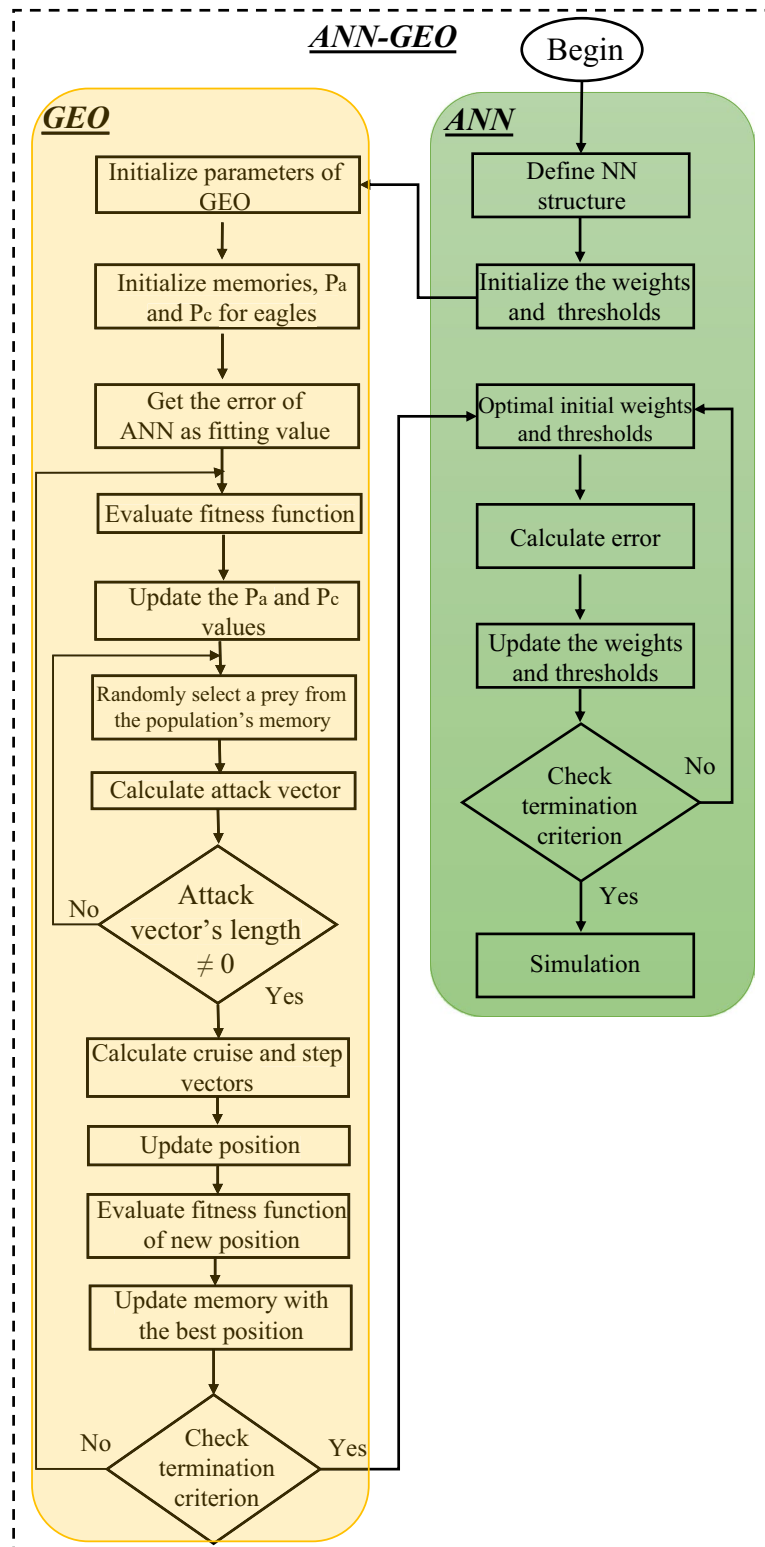 ANN-GEO
Begin
GEO
Initialize parameters of
GEO
Initialize memories, Pa
and Pc for eagles
Get the error of
ANN as fitting value
Evaluate fitness function
Update the Pa and Pc
values
Randomly select a prey from
the population’s memory
Calculate attack vector
Attack
vector’s length
≠ 0
No
Yes
Calculate cruise and step
vectors
Update position
Evaluate fitness function
of new position
Update memory with
the best position
Check
termination
criterion
No
Yes
ANN
Define NN
structure
Initialize the weights
and thresholds
Optimal initial weights
and thresholds
Calculate error
Update the weights
and thresholds
Check
termination
criterion
No
Yes
Simulation